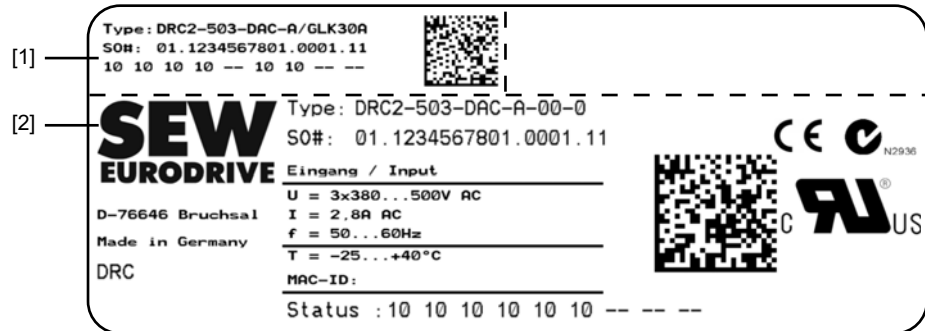 [1]
Type: DRC2-503-DAC-A/GLK30A
SO#: 01.1234567801.0001.11
10 10 10 10 -- 10 10 -- --
[2]
SEW
EURODRIVE
D-76646 Bruchsal
Made in Germany
DRC
Type: DRC2-503-DAC-A-00-0
SO#: 01.1234567801.0001.11
Eingang / Input
U = 3x380...500V AC
I = 2,8A AC
f = 50...60Hz
T = -25...+40°C
MAC-ID:
Status : 10 10 10 10 10 10 -- -- --
CE
N2936
C RU ® US